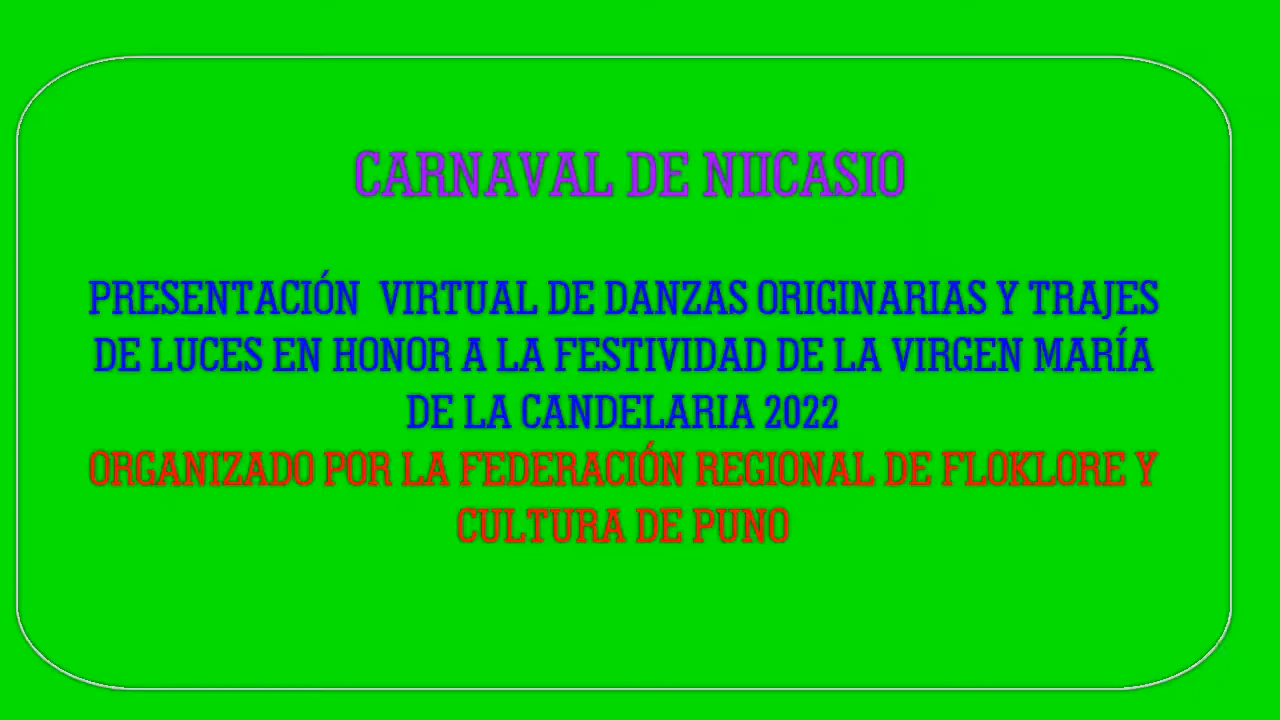 CARNAVAL DE NIICASIO
PRESENTACIÓN VIRTUAL DE DANZAS ORIGINARIAS Y TRAJES
DE LUCES EN HONOR A LA FESTIVIDAD DE LA VIRGEN MARÍA
DE LA CANDELARIA 2022
ORGANIZADO POR LA FEDERACIÓN REGIONAL DE FLOKLORE Y
CULTURA DE PUNO